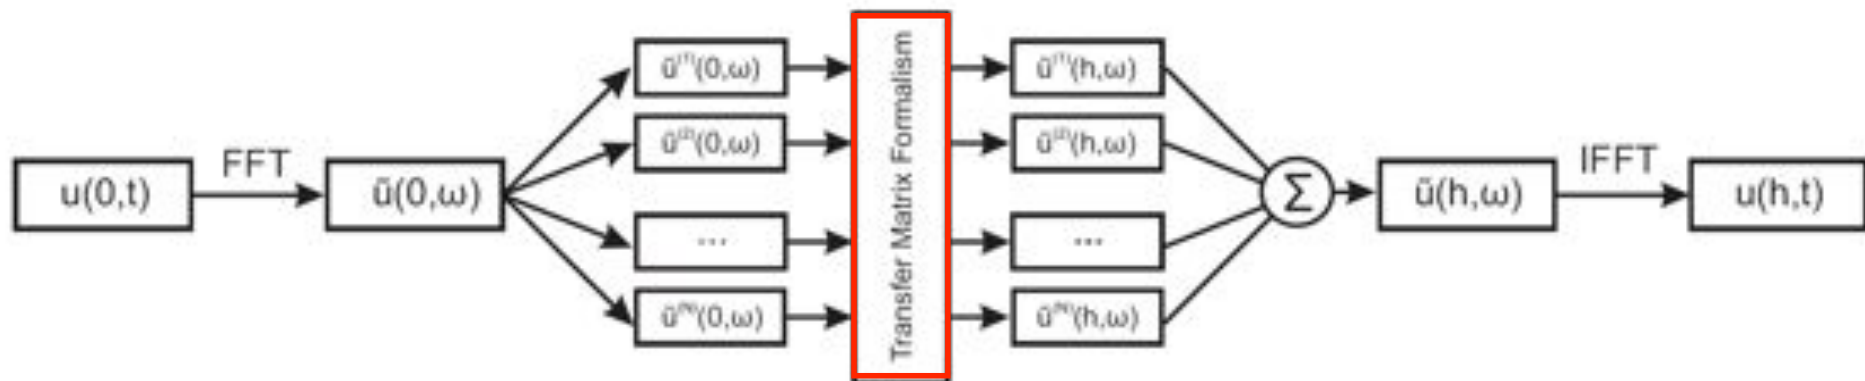 u(0,t)
FFT
ũ(0,ω)
ũ⁽¹⁾(0,ω)
ũ⁽²⁾(0,ω)
...
ũ⁽ᴺ⁾(0,ω)
Transfer Matrix Formalism
ũ⁽¹⁾(h,ω)
ũ⁽²⁾(h,ω)
...
ũ⁽ᴺ⁾(h,ω)
Σ
ũ(h,ω)
IFFT
u(h,t)